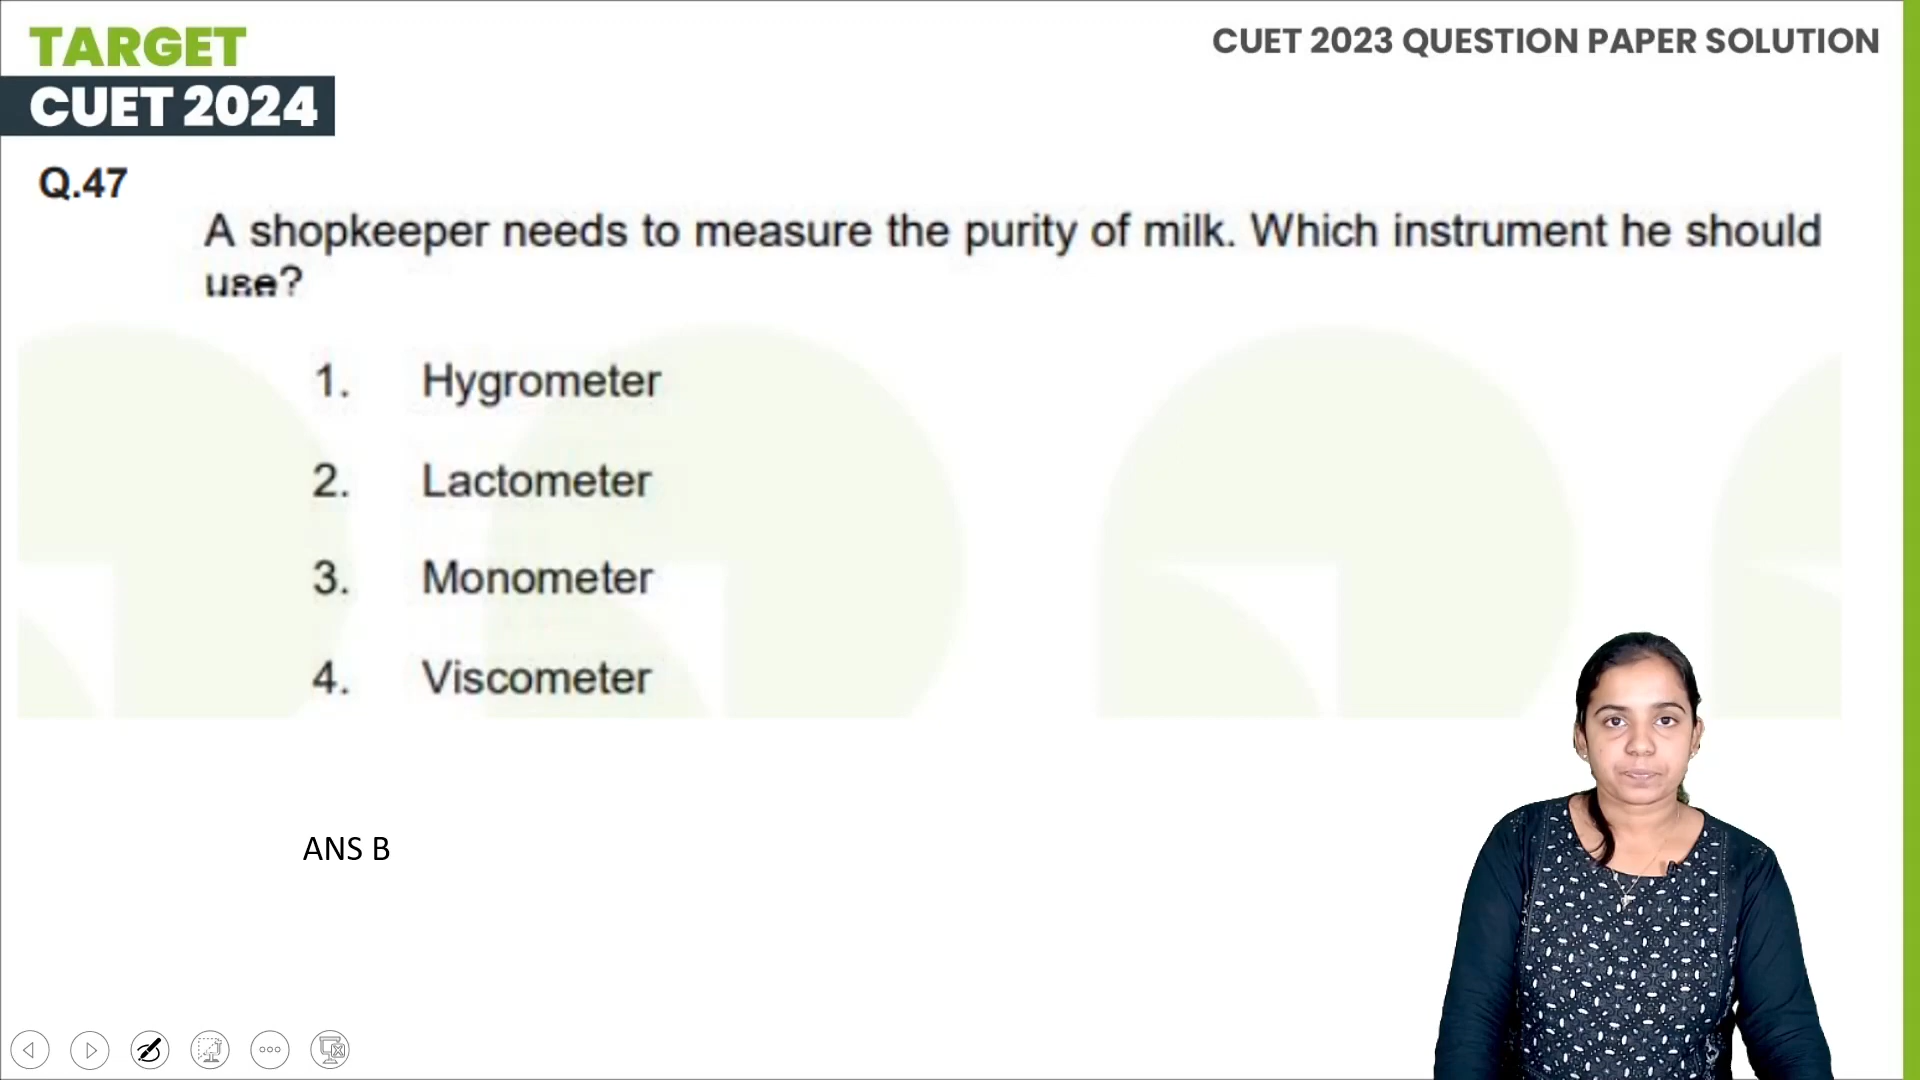 TARGET
CUET 2024
CUET 2023 QUESTION PAPER SOLUTION
Q.47
A shopkeeper needs to measure the purity of milk. Which instrument he should
use?
1. Hygrometer
2. Lactometer
3. Monometer
4. Viscometer
ANS B